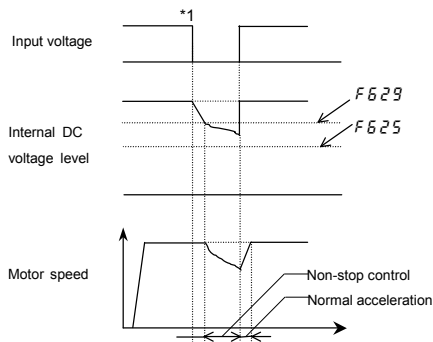 *1
Input voltage
F629
F625
Internal DC
voltage level
Motor speed
Non-stop control
Normal acceleration